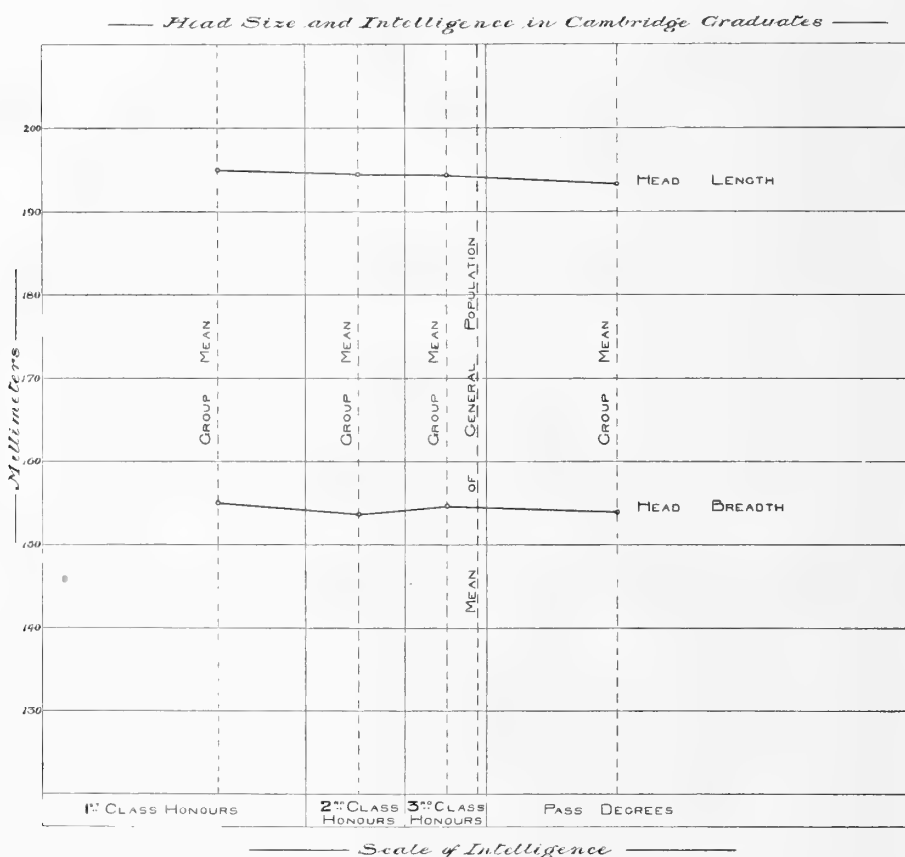 Head Size and Intelligence in Cambridge Graduates
200
190
180
170
160
150
140
130
Mellimeters
HEAD LENGTH
HEAD BREADTH
GROUP MEAN
GROUP MEAN
GROUP MEAN
MEAN OF GENERAL POPULATION
GROUP MEAN
1ST CLASS HONOURS
2ND CLASS
HONOURS
3RD CLASS
HONOURS
PASS DEGREES
Scale of Intelligence